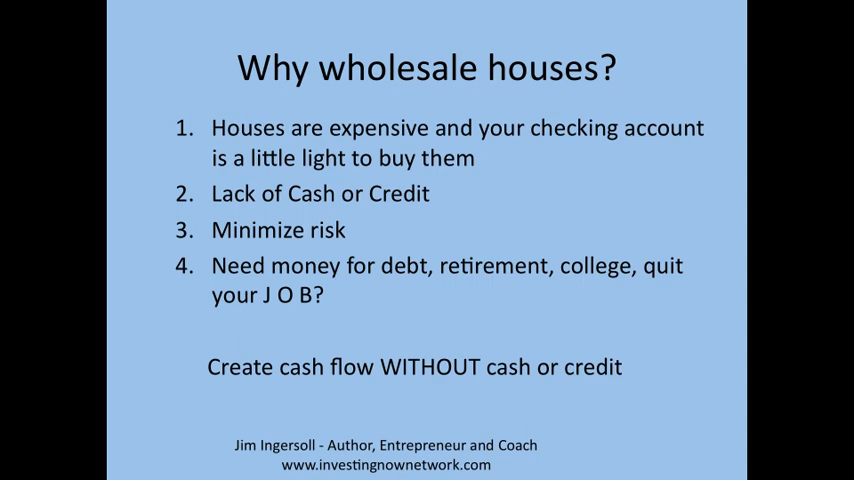 Why wholesale houses?
1. Houses are expensive and your checking account
is a little light to buy them
2. Lack of Cash or Credit
3. Minimize risk
4. Need money for debt, retirement, college, quit
your J O B?
Create cash flow WITHOUT cash or credit
Jim Ingersoll - Author, Entrepreneur and Coach
www.investingnownetwork.com